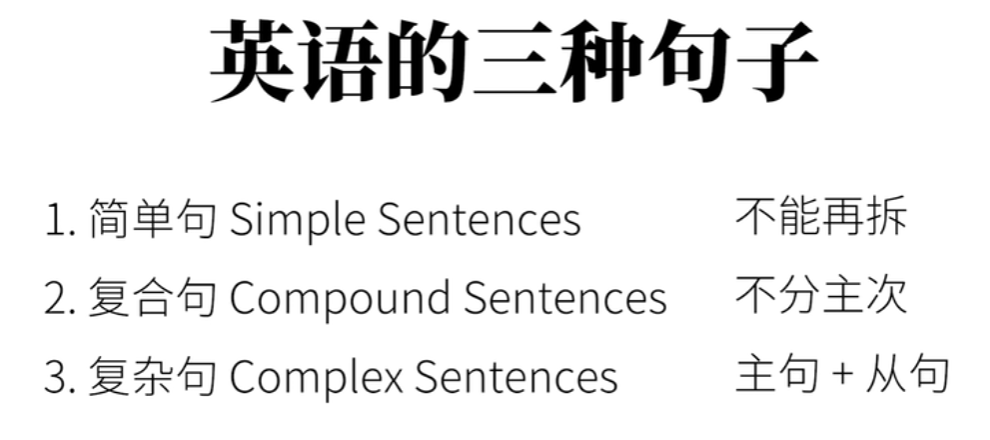 英语的三种句子
1. 简单句 Simple Sentences 不能再拆
2. 复合句 Compound Sentences 不分主次
3. 复杂句 Complex Sentences 主句 + 从句